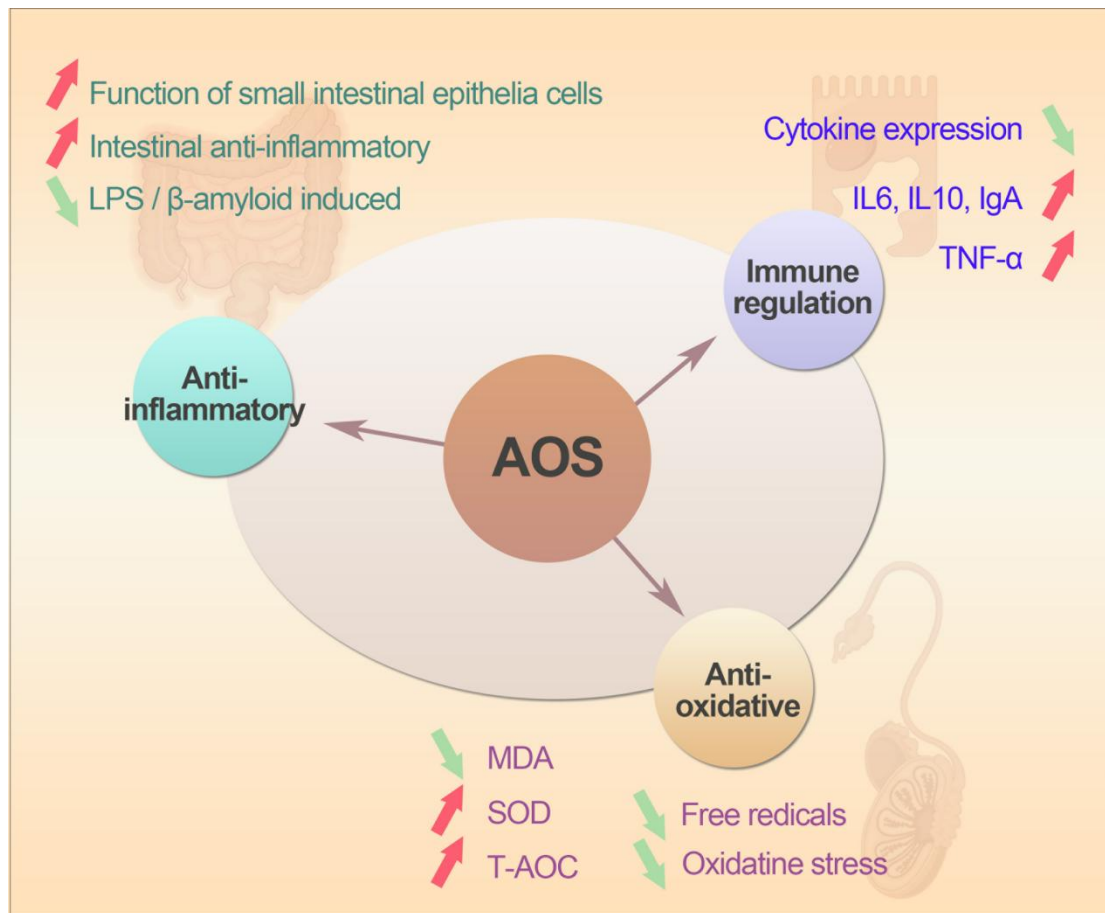 Function of small intestinal epithelia cells
Intestinal anti-inflammatory
LPS / β-amyloid induced
Cytokine expression
IL6, IL10, IgA
TNF-α
Immune
regulation
Anti-
inflammatory
AOS
Anti-
oxidative
MDA
SOD
T-AOC
Free redicals
Oxidatine stress